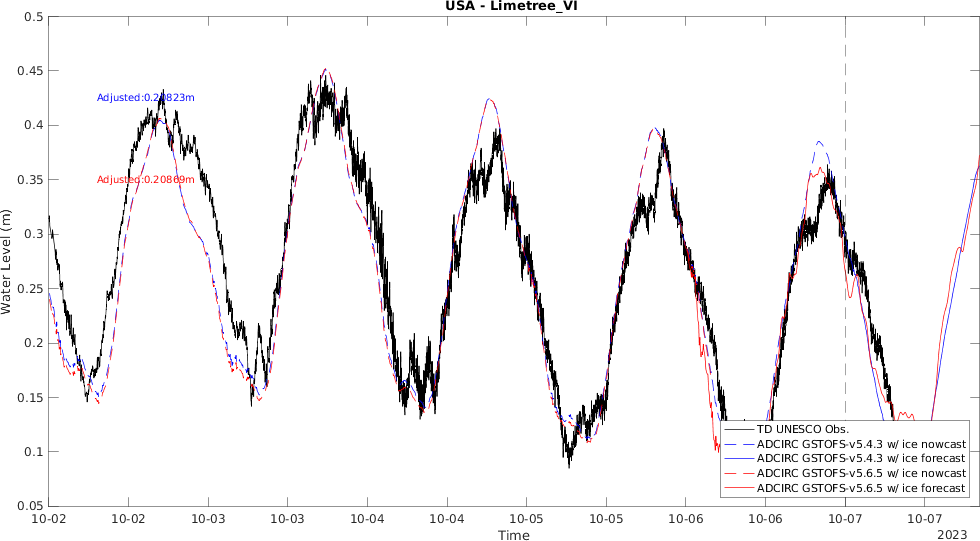 USA - Limetree_VI
0.5
0.45
0.4
0.35
0.3
0.25
0.2
0.15
0.1
0.05
Water Level (m)
Adjusted:0.20823m
Adjusted:0.20869m
TD UNESCO Obs.
ADCIRC GSTOFS-v5.4.3 w/ ice nowcast
ADCIRC GSTOFS-v5.4.3 w/ ice forecast
ADCIRC GSTOFS-v5.6.5 w/ ice nowcast
ADCIRC GSTOFS-v5.6.5 w/ ice forecast
10-02 10-02 10-03 10-03 10-04 10-04 10-05 10-05 10-06 10-06 10-07 10-07
Time
2023